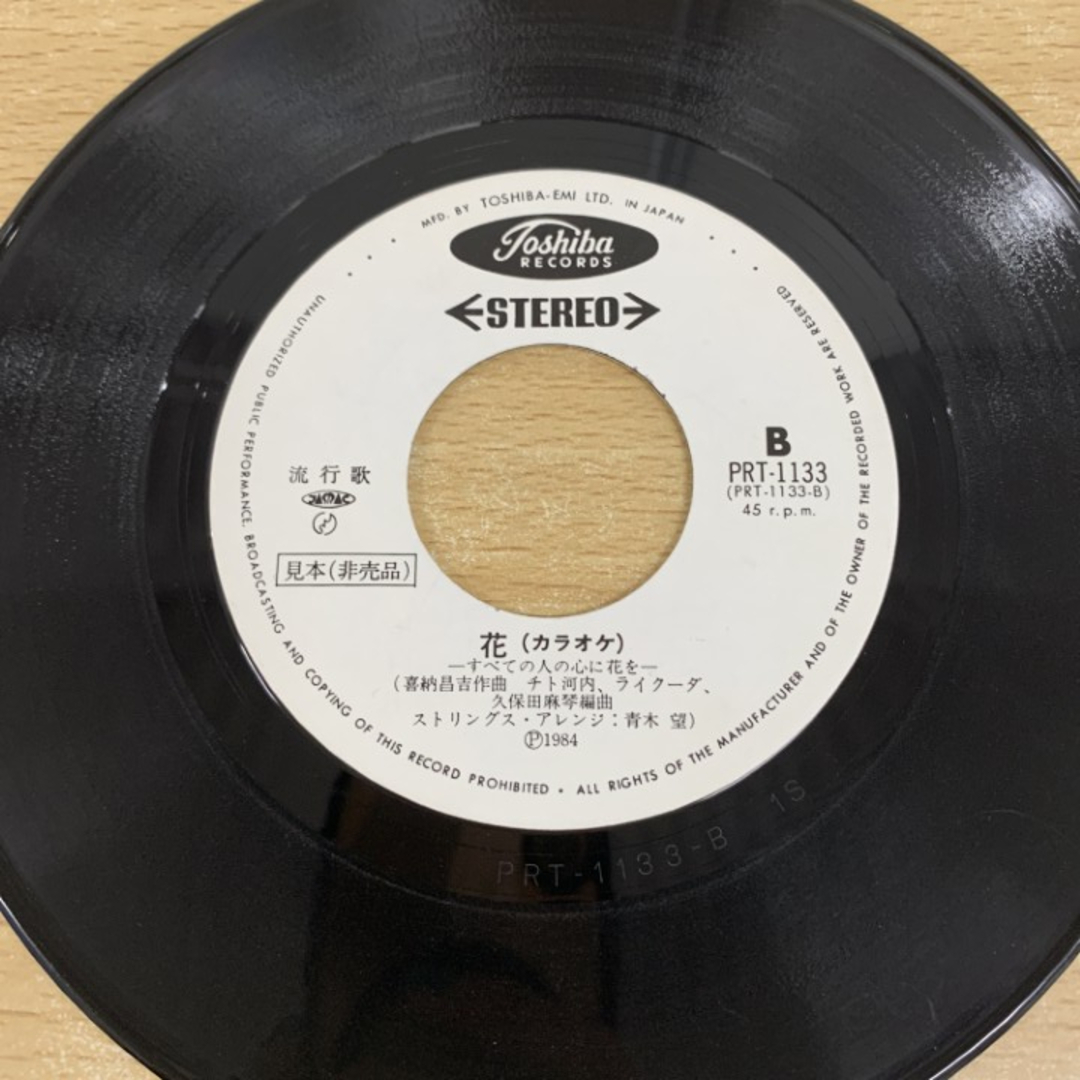 MFD. BY TOSHIBA-EMI LTD. IN JAPAN
Toshiba
RECORDS
STEREO
B
PRT-1133
(PRT-1133-B)
45 r.p.m.
流行歌
JASRAC
見本(非売品)
花 (カラオケ)
―すべての人の心に花を―
(喜納昌吉作曲 チト河内、ライクーダ、
久保田麻琴編曲
ストリングス・アレンジ:青木 望)
Ⓟ1984
UNAUTHORIZED PUBLIC PERFORMANCE, BROADCASTING AND COPYING OF THIS RECORD PROHIBITED • ALL RIGHTS OF THE MANUFACTURER AND OF THE OWNER OF THE RECORDED WORK ARE RESERVED
PRT-1133-B 1S